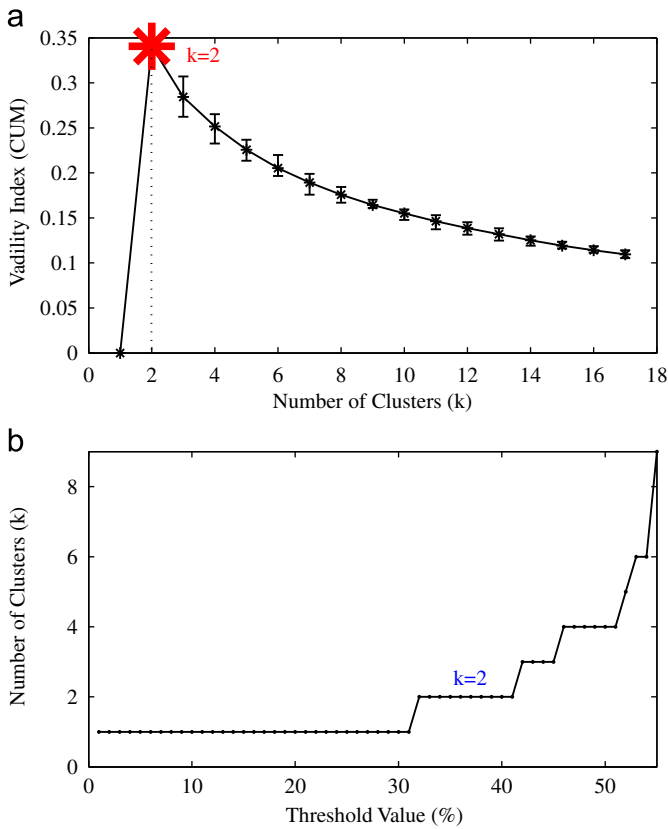 a
0.35
0.3
0.25
0.2
0.15
0.1
0.05
0
Vadility Index (CUM)
k=2
0 2 4 6 8 10 12 14 16 18
Number of Clusters (k)
b
8
6
4
2
0
Number of Clusters (k)
k=2
0 10 20 30 40 50
Threshold Value (%)